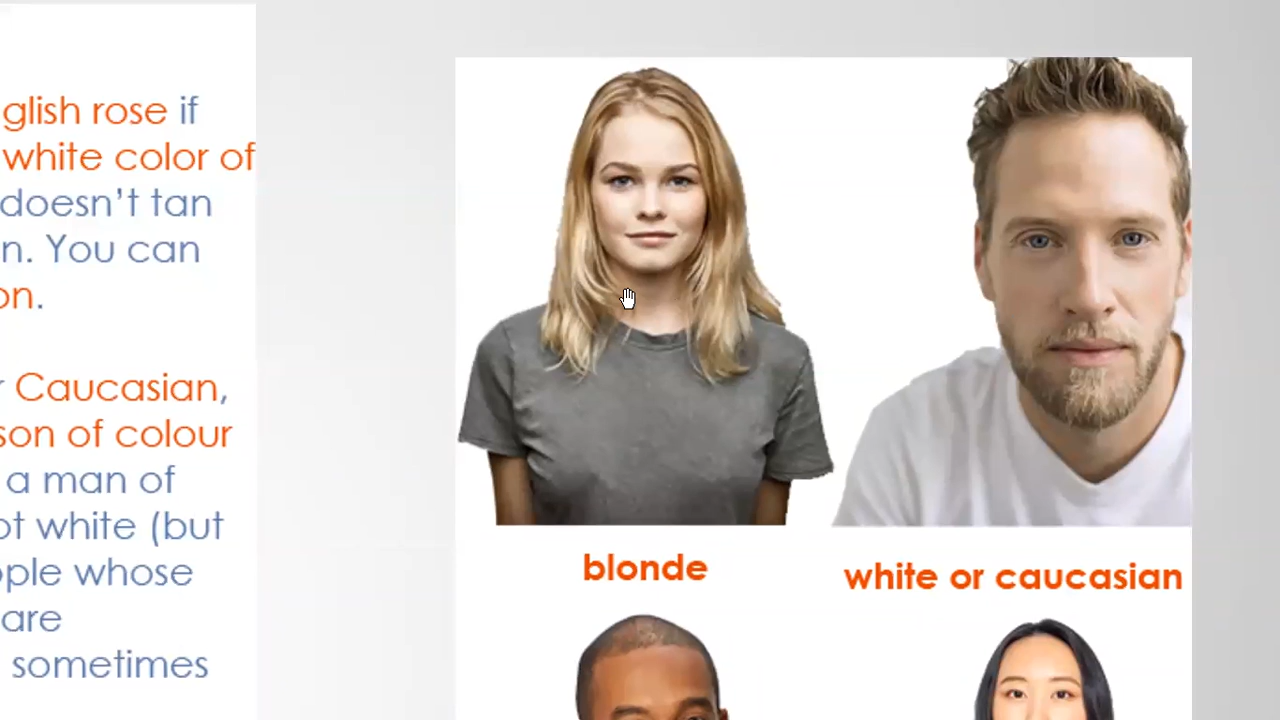 glish rose if
white color of
doesn't tan
n. You can
on.
Caucasian,
son of colour
a man of
ot white (but
ople whose
are
sometimes
blonde
white or caucasian